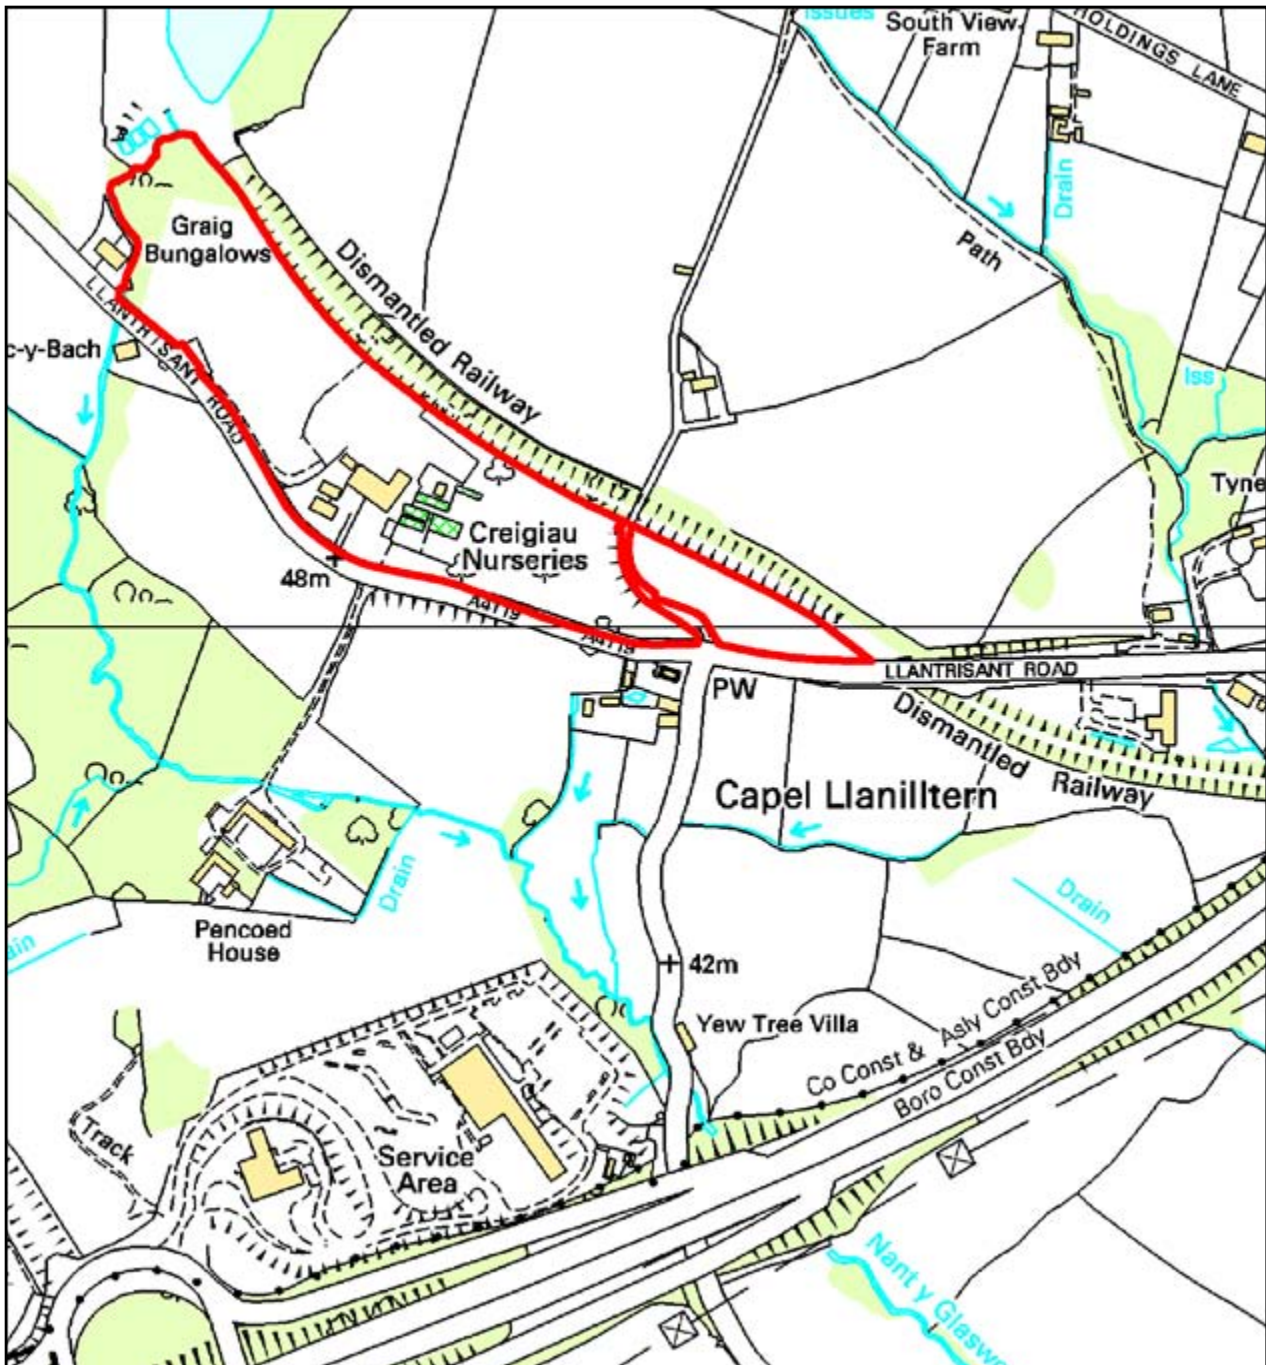 Issues
South View
Farm
HOLDINGS LANE
Drain
Path
Graig
Bungalows
Dismantled Railway
LLANTRISANT ROAD
c-y-Bach
Iss
Tyne
Creigiau
Nurseries
48m
A4119
A4119
PW
LLANTRISANT ROAD
Dismantled Railway
Capel Llanilltern
Drain
Drain
Pencoed
House
ain
42m
Yew Tree Villa
Co Const & Asly Const Bdy
Boro Const Bdy
Track
Service
Area
Nant y Glasw